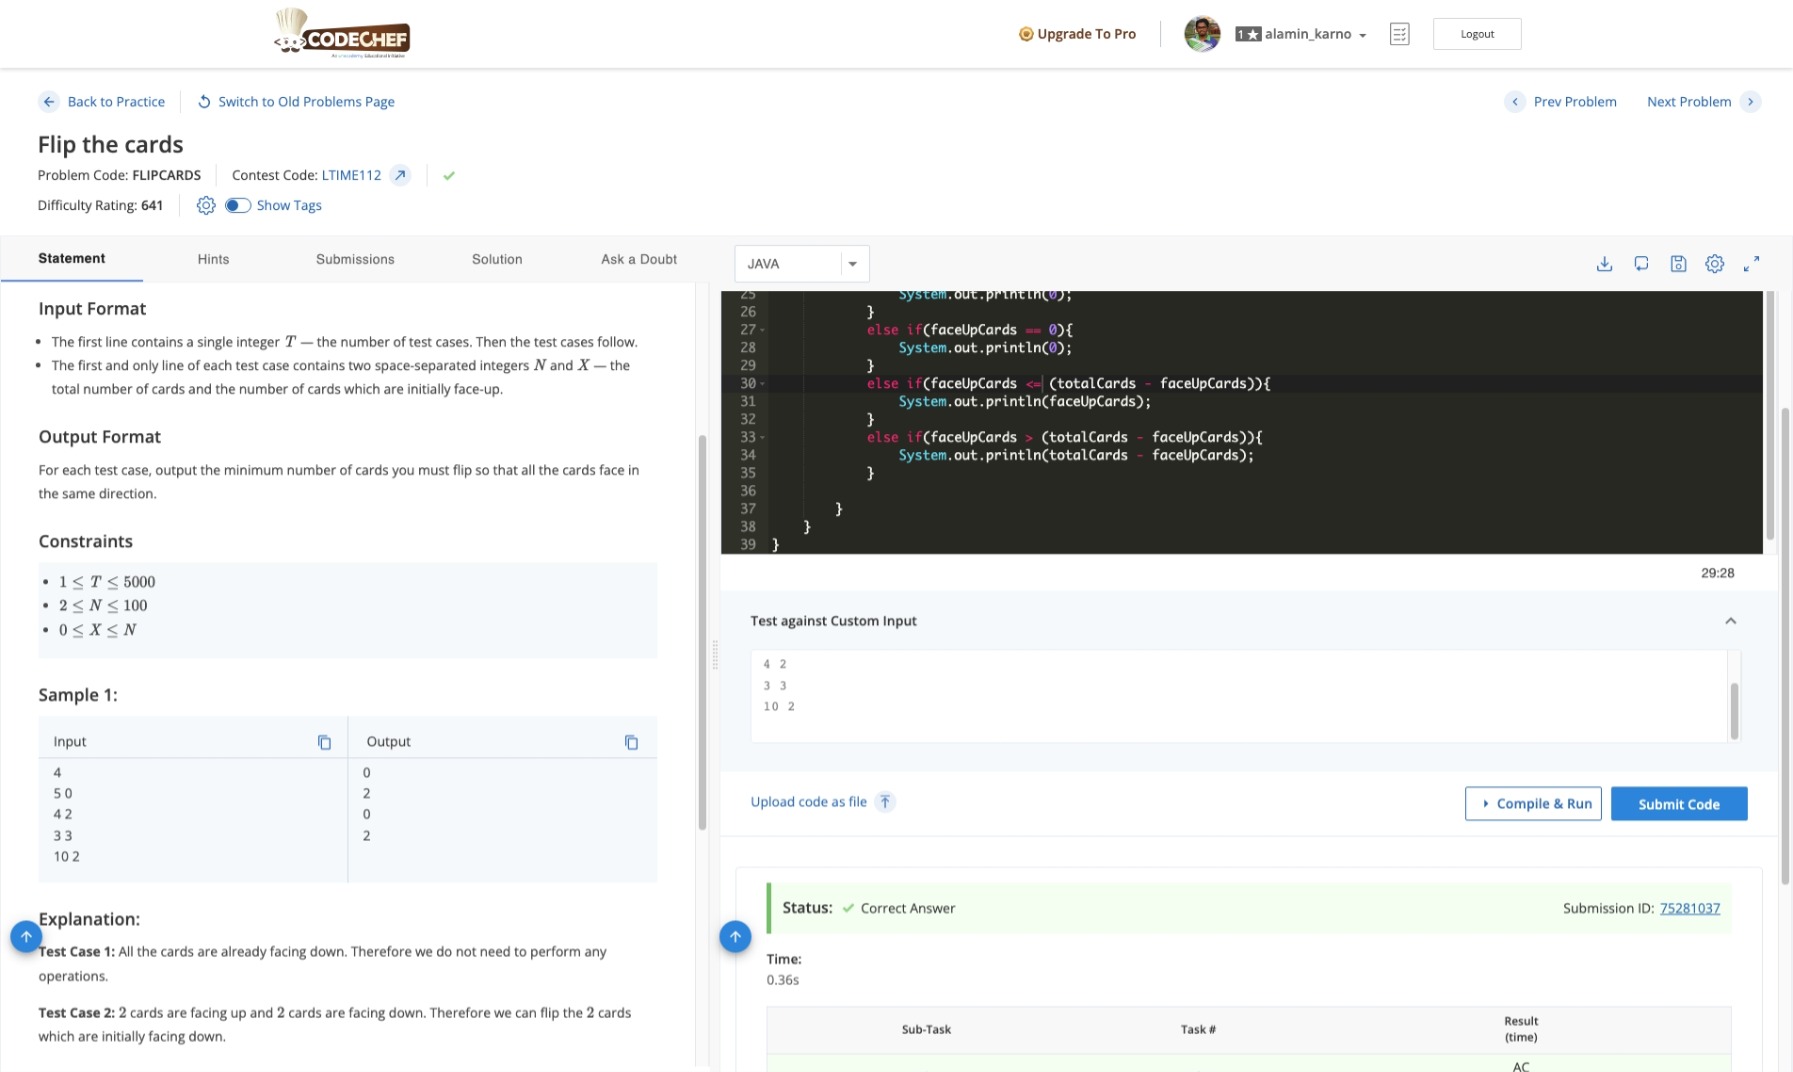 CODECHEF
Upgrade To Pro
1★ alamin_karno
Logout
Back to Practice
Switch to Old Problems Page
Prev Problem
Next Problem
Flip the cards
Problem Code: FLIPCARDS
Contest Code: LTIME112
Difficulty Rating: 641
Show Tags
Statement
Hints
Submissions
Solution
Ask a Doubt
Input Format
• The first line contains a single integer T — the number of test cases. Then the test cases follow.
• The first and only line of each test case contains two space-separated integers N and X — the
total number of cards and the number of cards which are initially face-up.
Output Format
For each test case, output the minimum number of cards you must flip so that all the cards face in
the same direction.
Constraints
• 1 ≤ T ≤ 5000
• 2 ≤ N ≤ 100
• 0 ≤ X ≤ N
Sample 1:
Input
Output
4
5 0
4 2
3 3
10 2
0
2
0
2
Explanation:
Test Case 1: All the cards are already facing down. Therefore we do not need to perform any
operations.
Test Case 2: 2 cards are facing up and 2 cards are facing down. Therefore we can flip the 2 cards
which are initially facing down.
JAVA
25 System.out.println(0);
26 }
27 else if(faceUpCards == 0){
28 System.out.println(0);
29 }
30 else if(faceUpCards <= (totalCards - faceUpCards)){
31 System.out.println(faceUpCards);
32 }
33 else if(faceUpCards > (totalCards - faceUpCards)){
34 System.out.println(totalCards - faceUpCards);
35 }
36
37 }
38 }
39 }
29:28
Test against Custom Input
4 2
3 3
10 2
Upload code as file
Compile & Run
Submit Code
Status: Correct Answer
Submission ID: 75281037
Time:
0.36s
Sub-Task
Task #
Result
(time)
AC